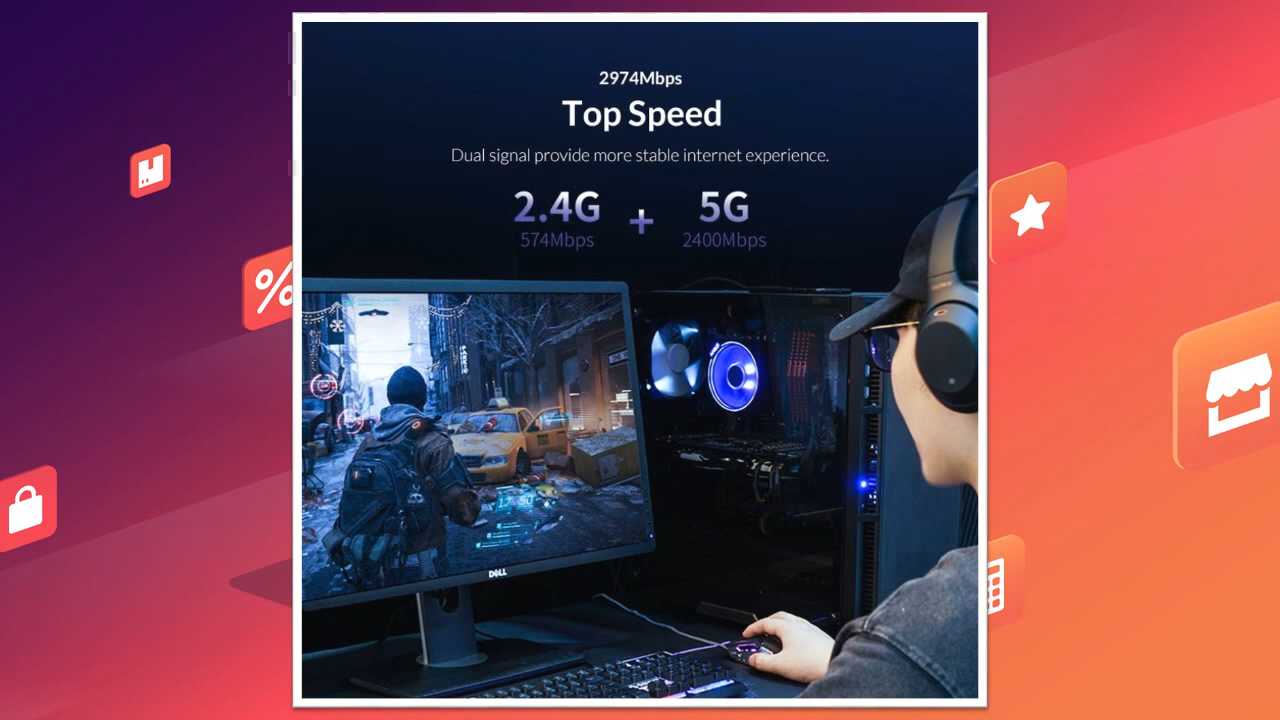 2974Mbps
Top Speed
Dual signal provide more stable internet experience.
2.4G + 5G
574Mbps 2400Mbps
DELL